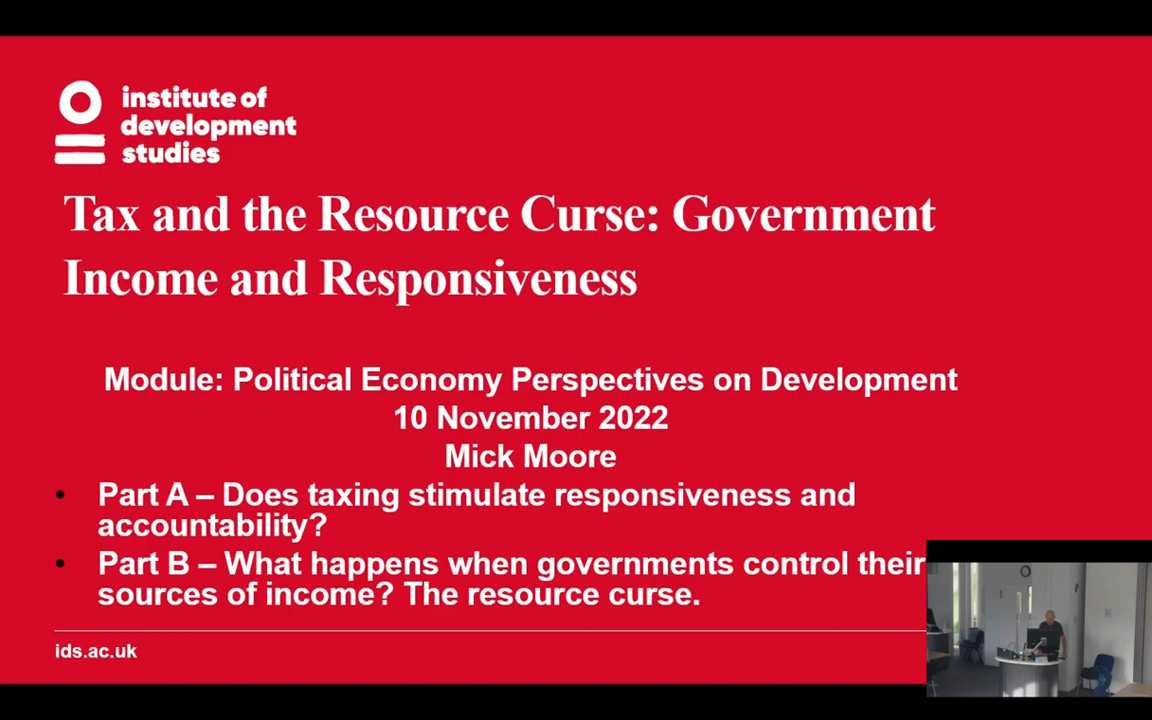 institute of
development
studies
Tax and the Resource Curse: Government
Income and Responsiveness
Module: Political Economy Perspectives on Development
10 November 2022
Mick Moore
• Part A – Does taxing stimulate responsiveness and
accountability?
• Part B – What happens when governments control their
sources of income? The resource curse.
ids.ac.uk